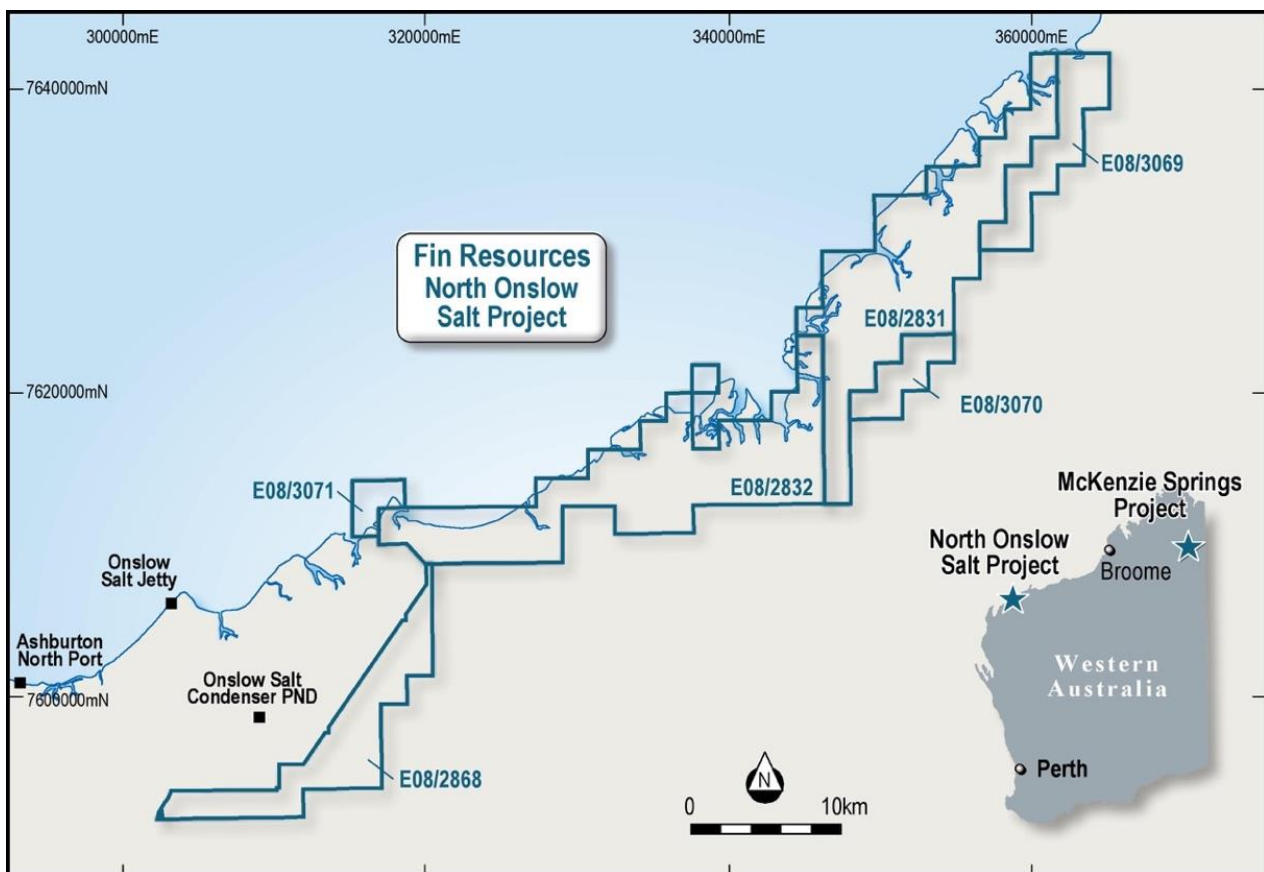 300000mE
320000mE
340000mE
360000mE
7640000mN
E08/3069
Fin Resources
North Onslow
Salt Project
E08/2831
7620000mN
E08/3070
E08/3071
E08/2832
McKenzie Springs
Project
North Onslow
Salt Project
Broome
Onslow
Salt Jetty
Ashburton
North Port
Onslow Salt
Condenser PND
7600000mN
Western
Australia
E08/2868
N
Perth
0
10km